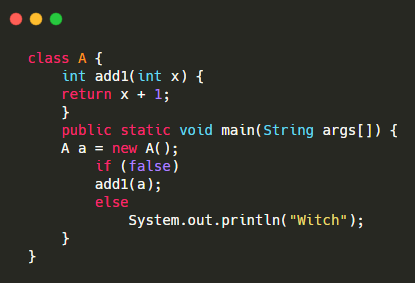 class A {
    int add1(int x) {
    return x + 1;
    }
    public static void main(String args[]) {
    A a = new A();
        if (false)
        add1(a);
        else
            System.out.println("Witch");
    }
}